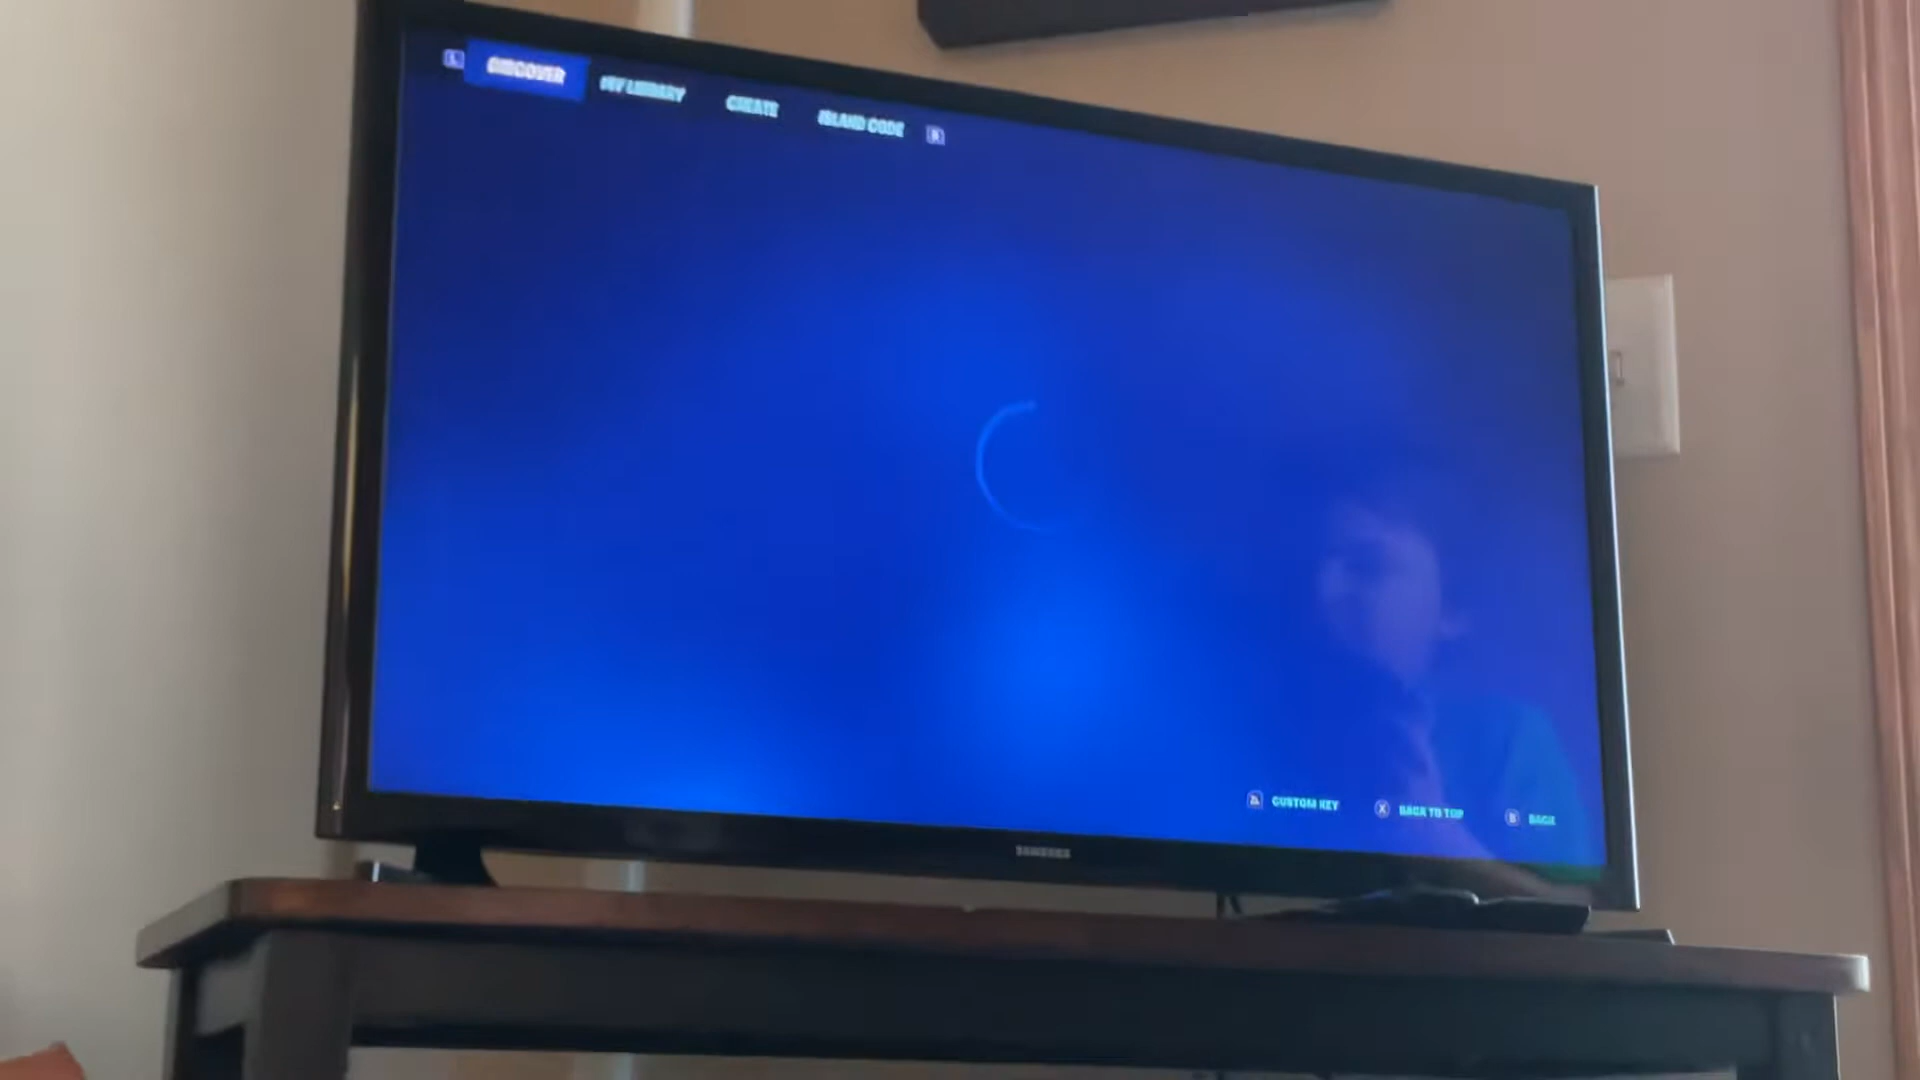 L DISCOVER MY LIBRARY CREATE ISLAND CODE R
CUSTOM KEY X BACK TO TOP B BACK
SAMSUNG